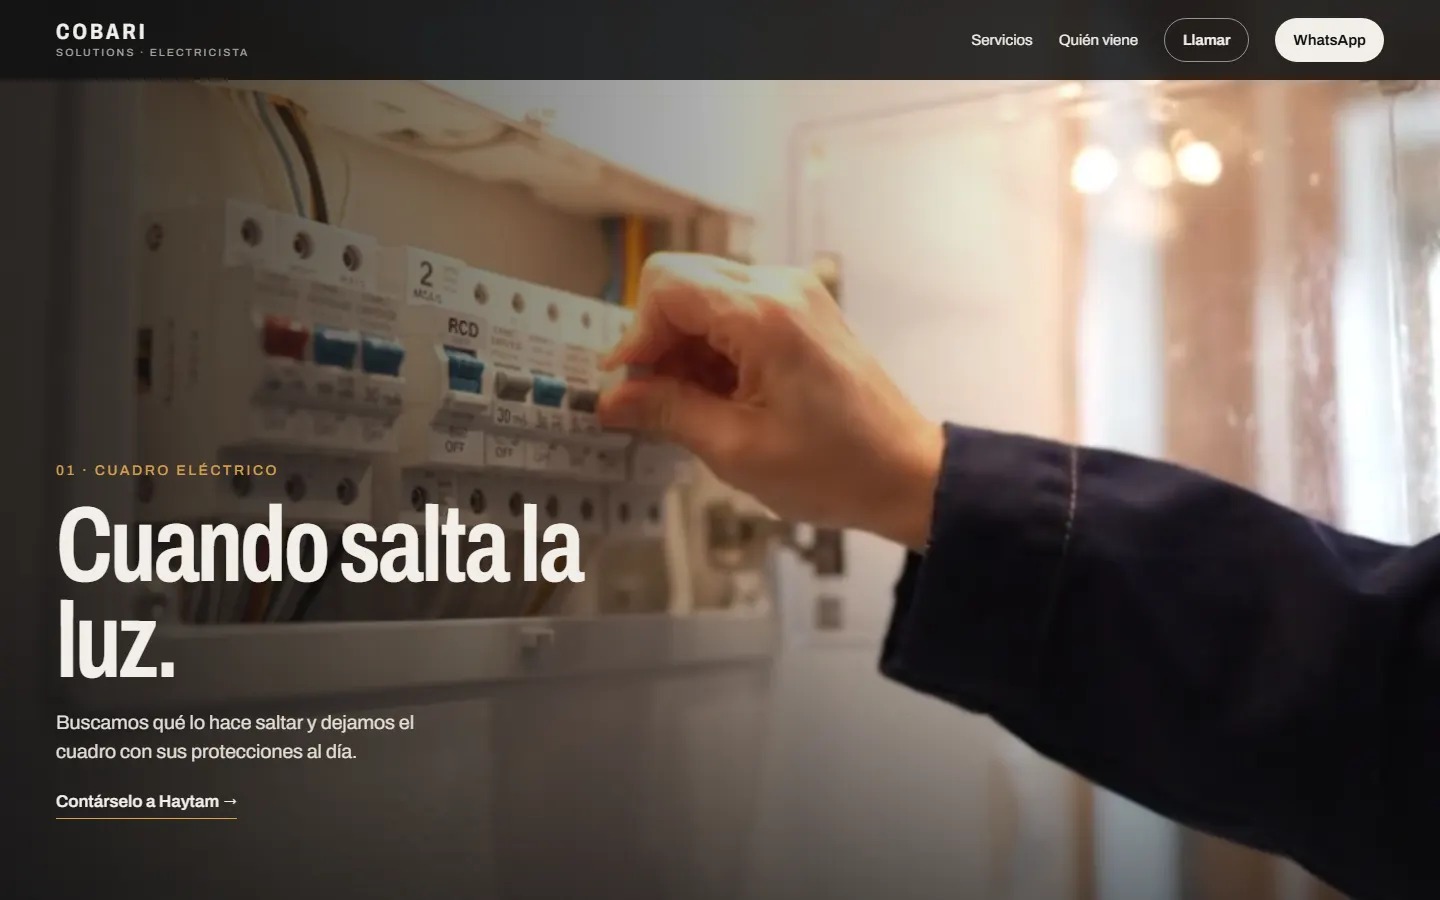 COBARI
SOLUTIONS · ELECTRICISTA
Servicios
Quién viene
Llamar
WhatsApp
2
RCD
30
OFF
OFF
01 · CUADRO ELÉCTRICO
Cuando salta la
luz.
Buscamos qué lo hace saltar y dejamos el
cuadro con sus protecciones al día.
Contárselo a Haytam →